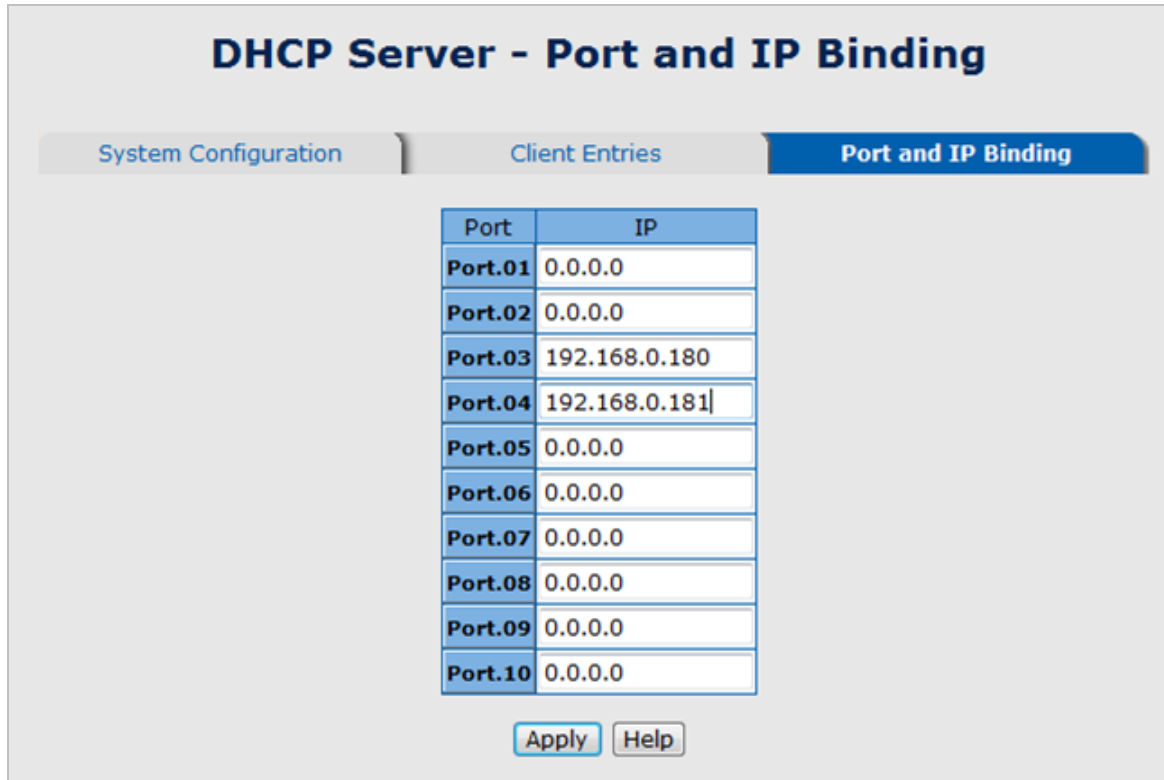 DHCP Server - Port and IP Binding
System Configuration Client Entries Port and IP Binding
Port IP
Port.01 0.0.0.0
Port.02 0.0.0.0
Port.03 192.168.0.180
Port.04 192.168.0.181
Port.05 0.0.0.0
Port.06 0.0.0.0
Port.07 0.0.0.0
Port.08 0.0.0.0
Port.09 0.0.0.0
Port.10 0.0.0.0
Apply Help